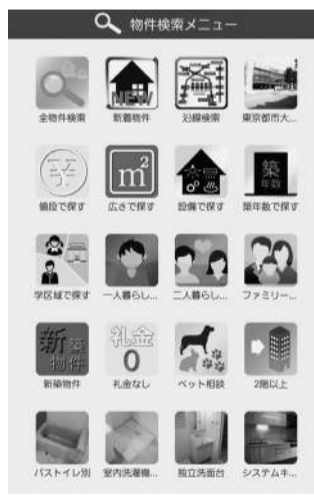 物件検索メニュー
全物件検索
NEW
新着物件
沿線検索
東京都市大...
値段で探す
m²
広さで探す
設備で探す
築
年数
築年数で探す
学区域で探す
一人暮らし...
二人暮らし...
ファミリー...
新築
物件
新築物件
礼金
0
礼金なし
ペット相談
2階以上
バストイレ別
室内洗濯機...
独立洗面台
システムキ...